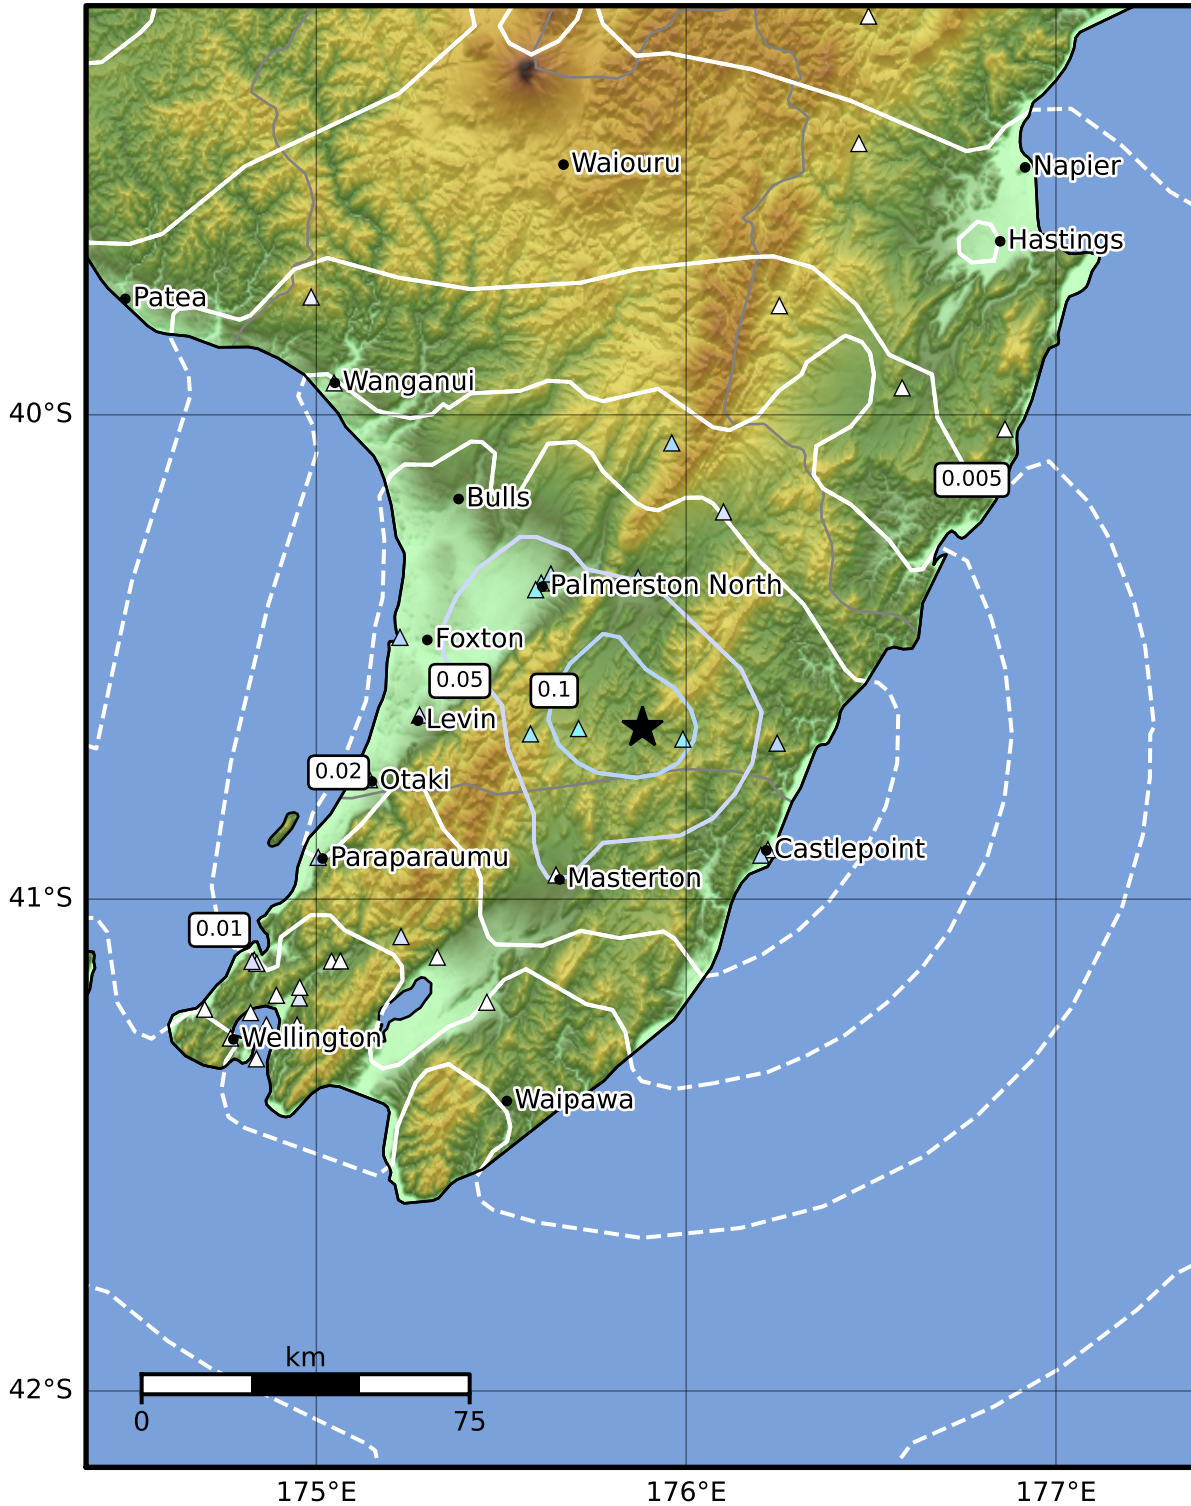 Waiouru
Napier
Hastings
Patea
Wanganui
40°S
0.005
Bulls
Palmerston North
Foxton
0.05
0.1
Levin
0.02
Otaki
Castlepoint
Paraparaumu
Masterton
41°S
0.01
Wellington
Waipawa
km
0
75
42°S
175°E
176°E
177°E